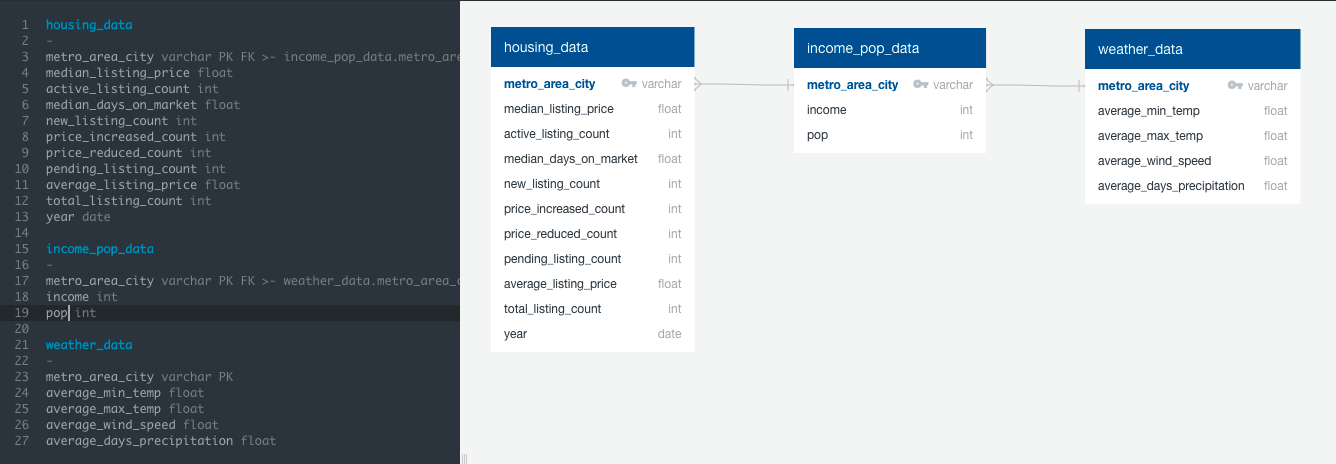 1 housing_data
2 -
3 metro_area_city varchar PK FK >- income_pop_data.metro_are
4 median_listing_price float
5 active_listing_count int
6 median_days_on_market float
7 new_listing_count int
8 price_increased_count int
9 price_reduced_count int
10 pending_listing_count int
11 average_listing_price float
12 total_listing_count int
13 year date
14
15 income_pop_data
16 -
17 metro_area_city varchar PK FK >- weather_data.metro_area_c
18 income int
19 pop int
20
21 weather_data
22 -
23 metro_area_city varchar PK
24 average_min_temp float
25 average_max_temp float
26 average_wind_speed float
27 average_days_precipitation float
housing_data
metro_area_city varchar
median_listing_price float
active_listing_count int
median_days_on_market float
new_listing_count int
price_increased_count int
price_reduced_count int
pending_listing_count int
average_listing_price float
total_listing_count int
year date
income_pop_data
metro_area_city varchar
income int
pop int
weather_data
metro_area_city varchar
average_min_temp float
average_max_temp float
average_wind_speed float
average_days_precipitation float